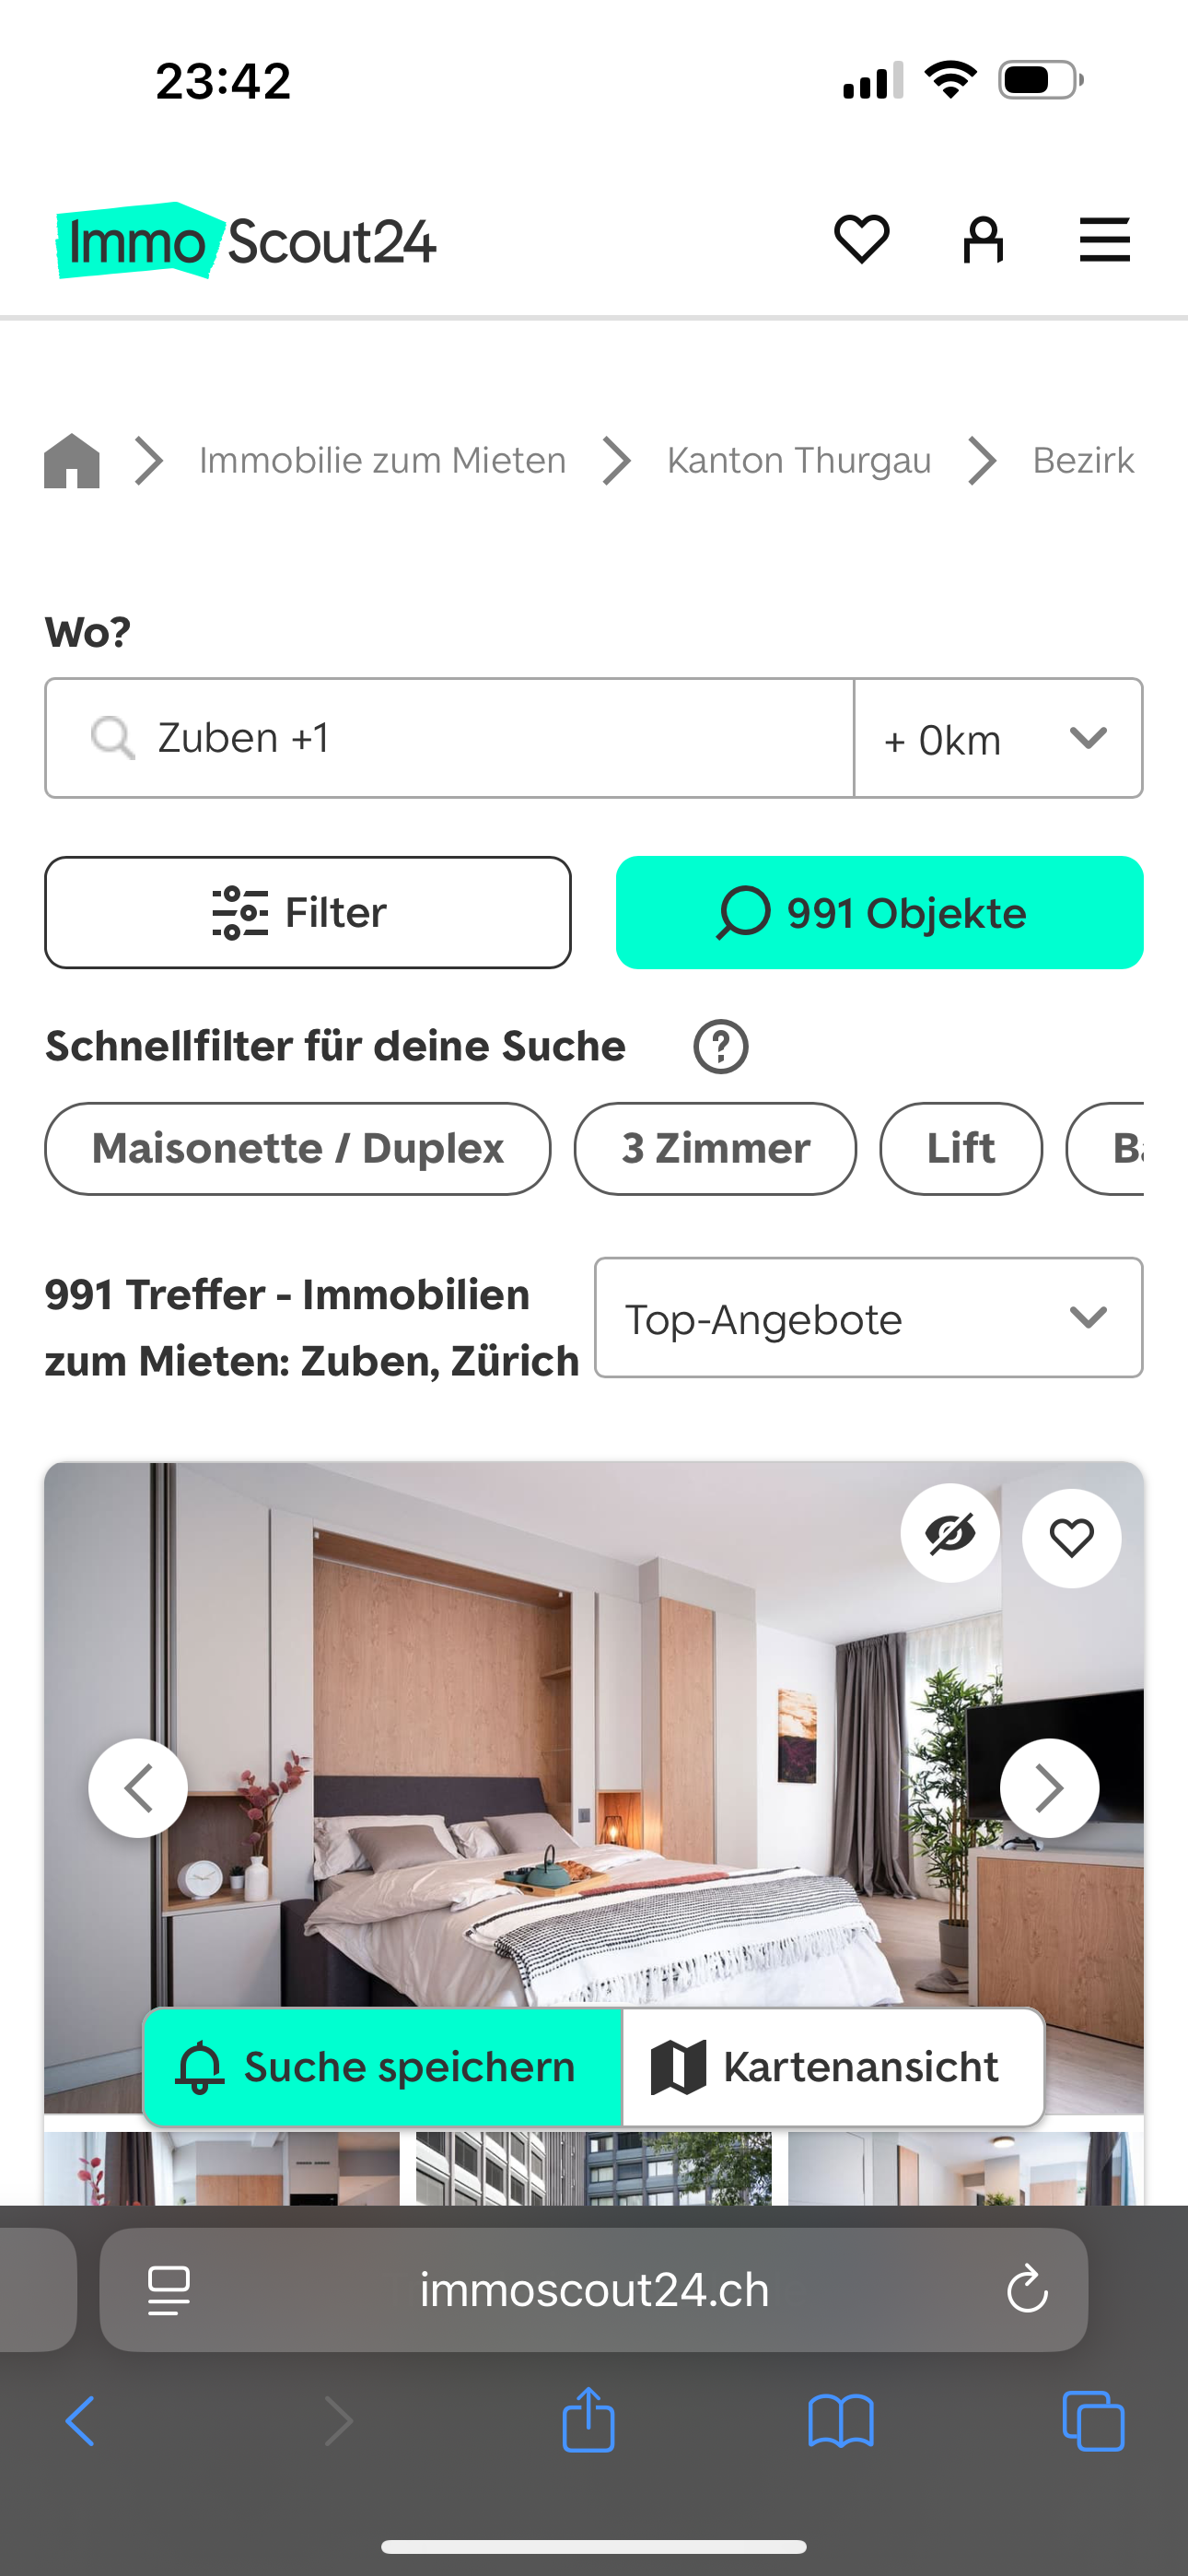 23:42
ImmoScout24
Immobilie zum Mieten Kanton Thurgau Bezirk
Wo?
Zuben +1 + 0km
Filter 991 Objekte
Schnellfilter für deine Suche ?
Maisonette / Duplex 3 Zimmer Lift
991 Treffer - Immobilien
zum Mieten: Zuben, Zürich
Top-Angebote
Suche speichern Kartenansicht
immoscout24.ch